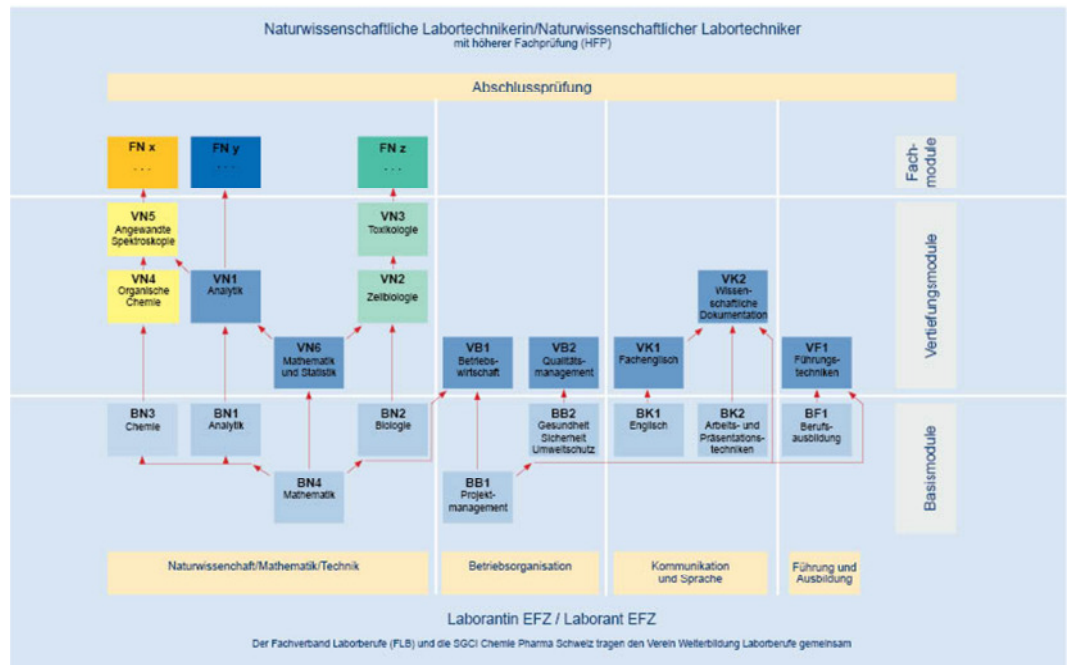 Naturwissenschaftliche Labortechnikerin/Naturwissenschaftlicher Labortechniker
mit höherer Fachprüfung (HFP)
Abschlussprüfung
FN x
. . .
FN y
. . .
FN z
. . .
Fach-
module
VN5
Angewandte
Spektroskopie
VN3
Toxikologie
VN4
Organische
Chemie
VN1
Analytik
VN2
Zellbiologie
VK2
Wissen-
schaftliche
Dokumentation
VN6
Mathematik
und Statistik
VB1
Betriebs-
wirtschaft
VB2
Qualitäts-
management
VK1
Fachenglisch
VF1
Führungs-
techniken
Vertiefungsmodule
BN3
Chemie
BN1
Analytik
BN2
Biologie
BB2
Gesundheit
Sicherheit
Umweltschutz
BK1
Englisch
BK2
Arbeits- und
Präsentations-
techniken
BF1
Berufs-
ausbildung
BN4
Mathematik
BB1
Projekt-
management
Basismodule
Naturwissenchaft/Mathematik/Technik
Betriebsorganisation
Kommunikation
und Sprache
Führung und
Ausbildung
Laborantin EFZ / Laborant EFZ
Der Fachverband Laborberufe (FLB) und die SGCI Chemie Pharma Schweiz tragen den Verein Weiterbildung Laborberufe gemeinsam